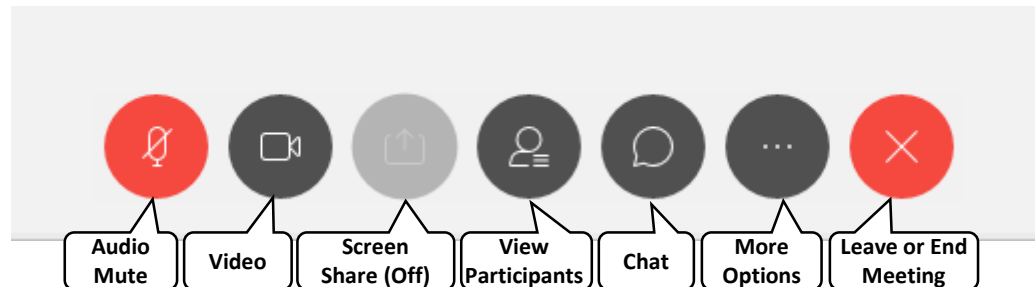 Audio
Mute
Video
Screen
Share (Off)
View
Participants
Chat
More
Options
Leave or End
Meeting